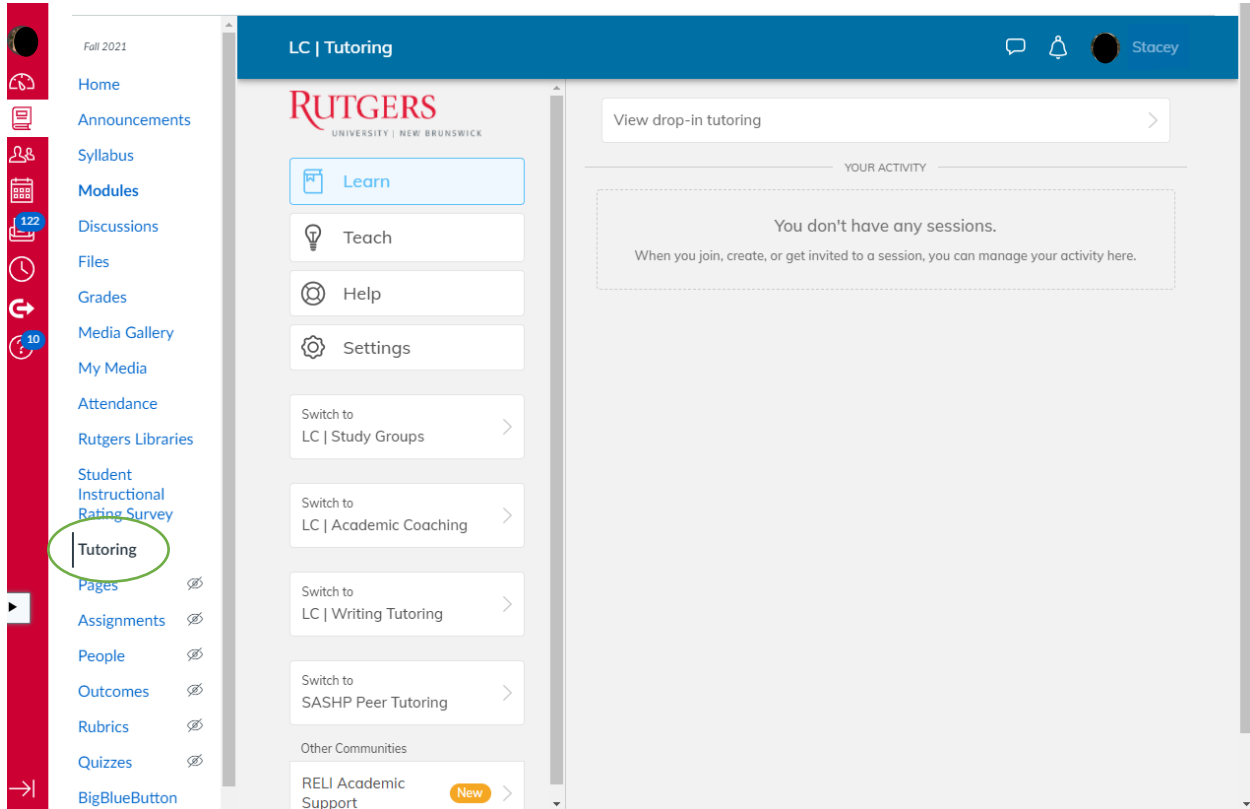 122
10
Fall 2021
Home
Announcements
Syllabus
Modules
Discussions
Files
Grades
Media Gallery
My Media
Attendance
Rutgers Libraries
Student
Instructional
Rating Survey
Tutoring
Pages
Assignments
People
Outcomes
Rubrics
Quizzes
BigBlueButton
LC | Tutoring
Stacey
RUTGERS
UNIVERSITY | NEW BRUNSWICK
Learn
Teach
Help
Settings
Switch to
LC | Study Groups
Switch to
LC | Academic Coaching
Switch to
LC | Writing Tutoring
Switch to
SASHP Peer Tutoring
Other Communities
RELI Academic
Support
New
View drop-in tutoring
YOUR ACTIVITY
You don't have any sessions.
When you join, create, or get invited to a session, you can manage your activity here.